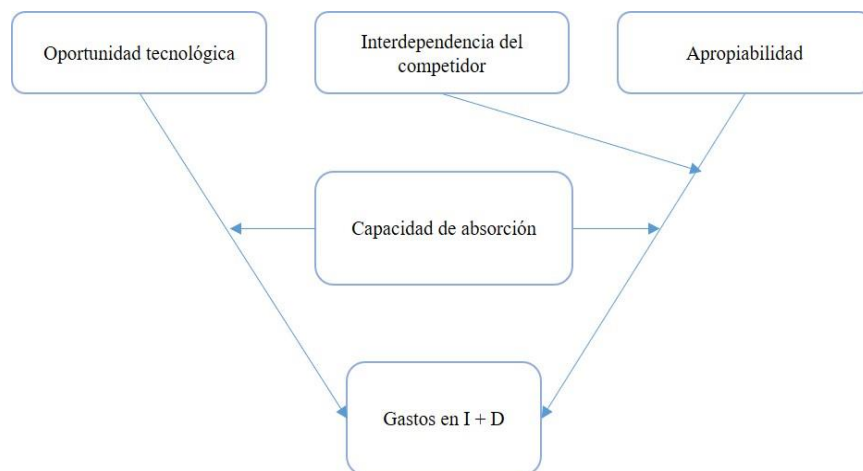 Oportunidad tecnológica
Interdependencia del
competidor
Apropiabilidad
Capacidad de absorción
Gastos en I + D